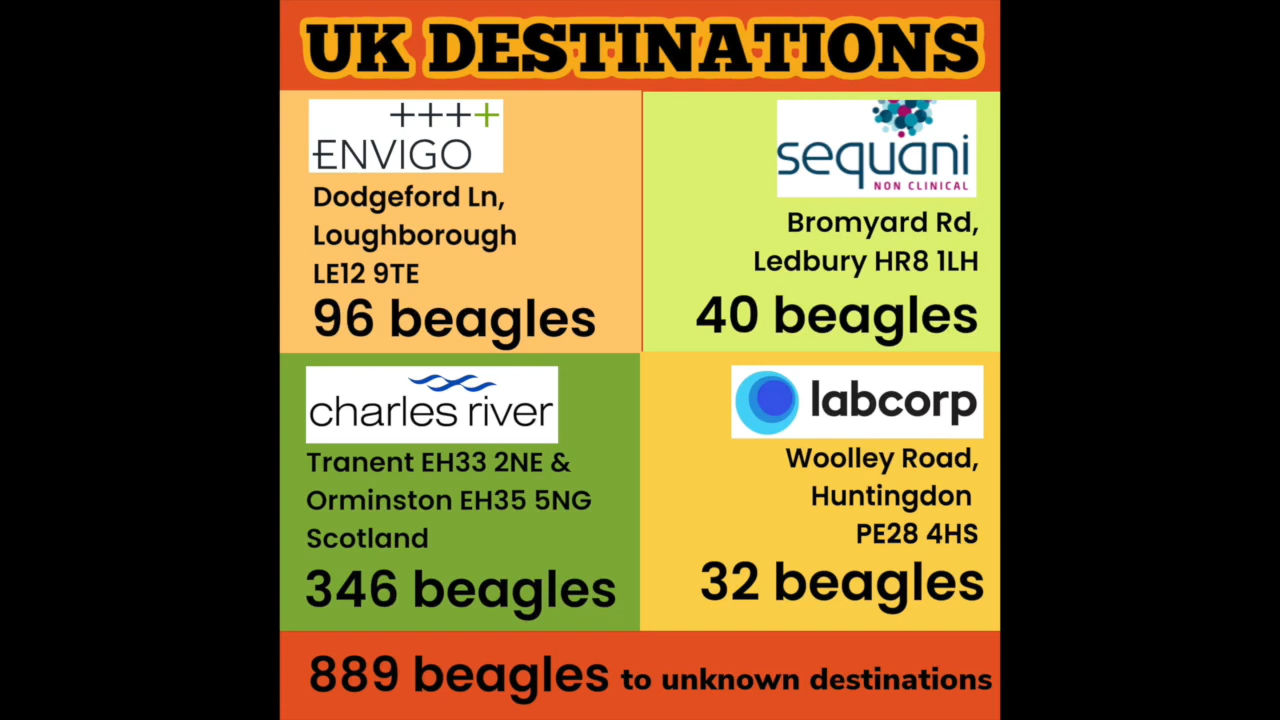 UK DESTINATIONS
++++
ENVIGO
Dodgeford Ln,
Loughborough
LE12 9TE
96 beagles
sequani
NON CLINICAL
Bromyard Rd,
Ledbury HR8 1LH
40 beagles
charles river
Tranent EH33 2NE &
Orminston EH35 5NG
Scotland
346 beagles
labcorp
Woolley Road,
Huntingdon
PE28 4HS
32 beagles
889 beagles to unknown destinations